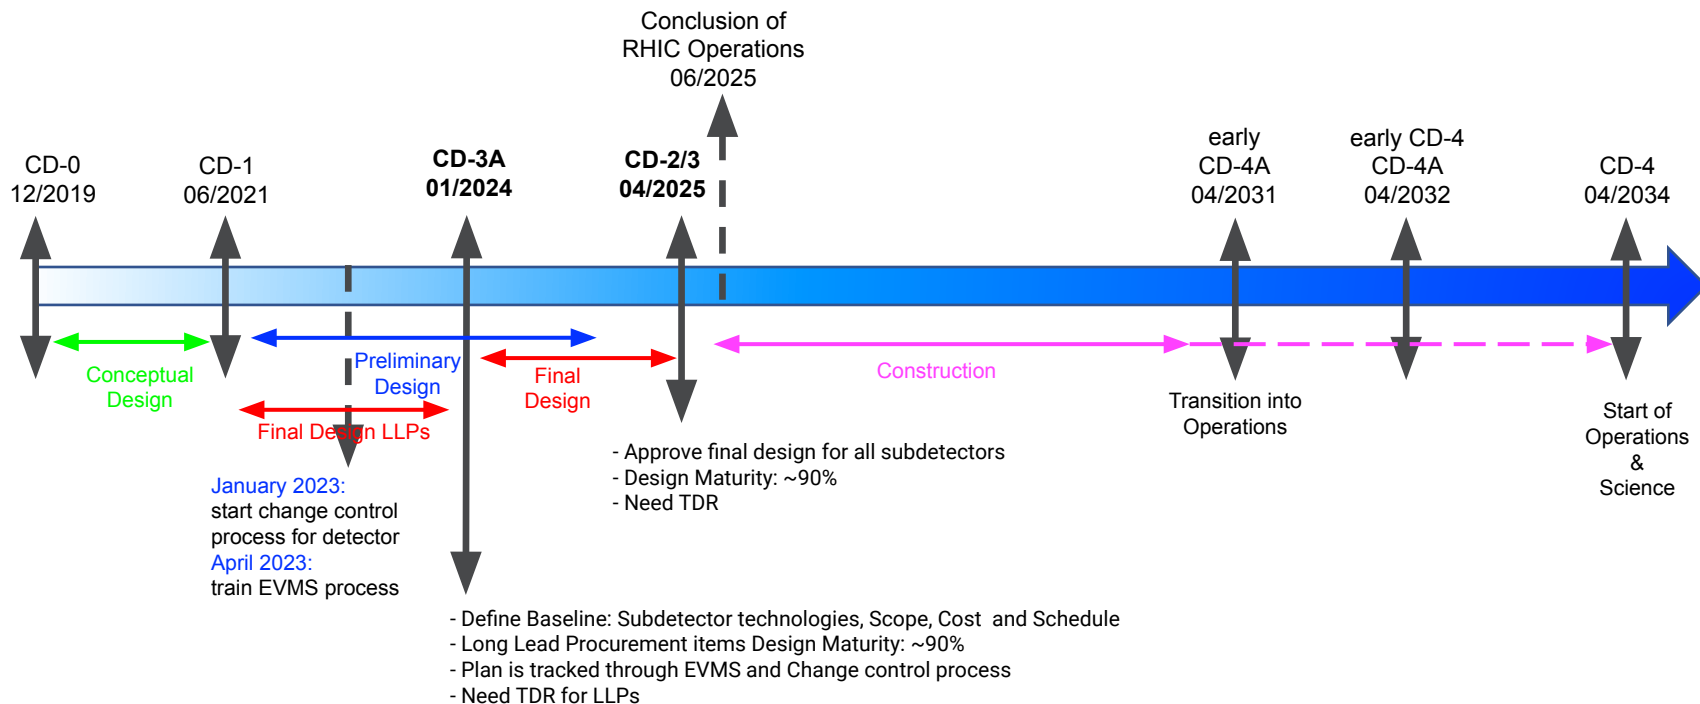 Conclusion of
RHIC Operations
06/2025
CD-0
12/2019
CD-1
06/2021
CD-3A
01/2024
CD-2/3
04/2025
early
CD-4A
04/2031
early CD-4
CD-4A
04/2032
CD-4
04/2034
Conceptual
Design
Preliminary
Design
Final
Design
Final Design LLPs
Construction
January 2023:
start change control
process for detector
April 2023:
train EVMS process
- Approve final design for all subdetectors
- Design Maturity: ~90%
- Need TDR
Transition into
Operations
Start of
Operations
&
Science
- Define Baseline: Subdetector technologies, Scope, Cost  and Schedule
- Long Lead Procurement items Design Maturity: ~90%
- Plan is tracked through EVMS and Change control process
- Need TDR for LLPs